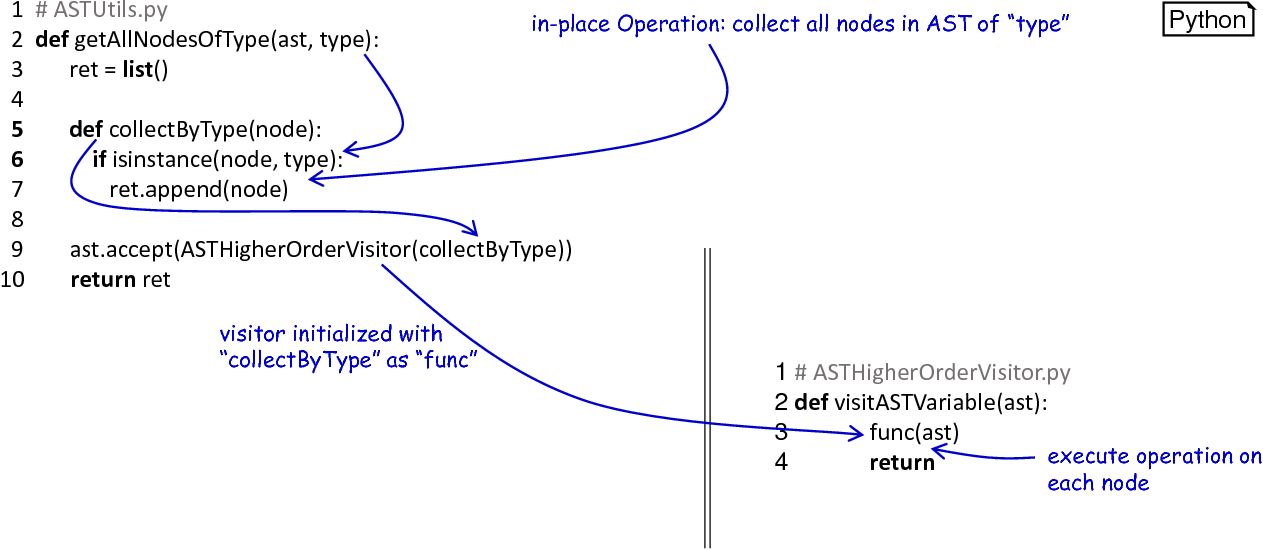 1 # ASTUtils.py
2 def getAllNodesOfType(ast, type):
3 ret = list()
4
5 def collectByType(node):
6 if isinstance(node, type):
7 ret.append(node)
8
9 ast.accept(ASTHigherOrderVisitor(collectByType))
10 return ret
in-place Operation: collect all nodes in AST of “type”
Python
visitor initialized with
“collectByType” as “func”
1 # ASTHigherOrderVisitor.py
2 def visitASTVariable(ast):
3 func(ast)
4 return
execute operation on
each node